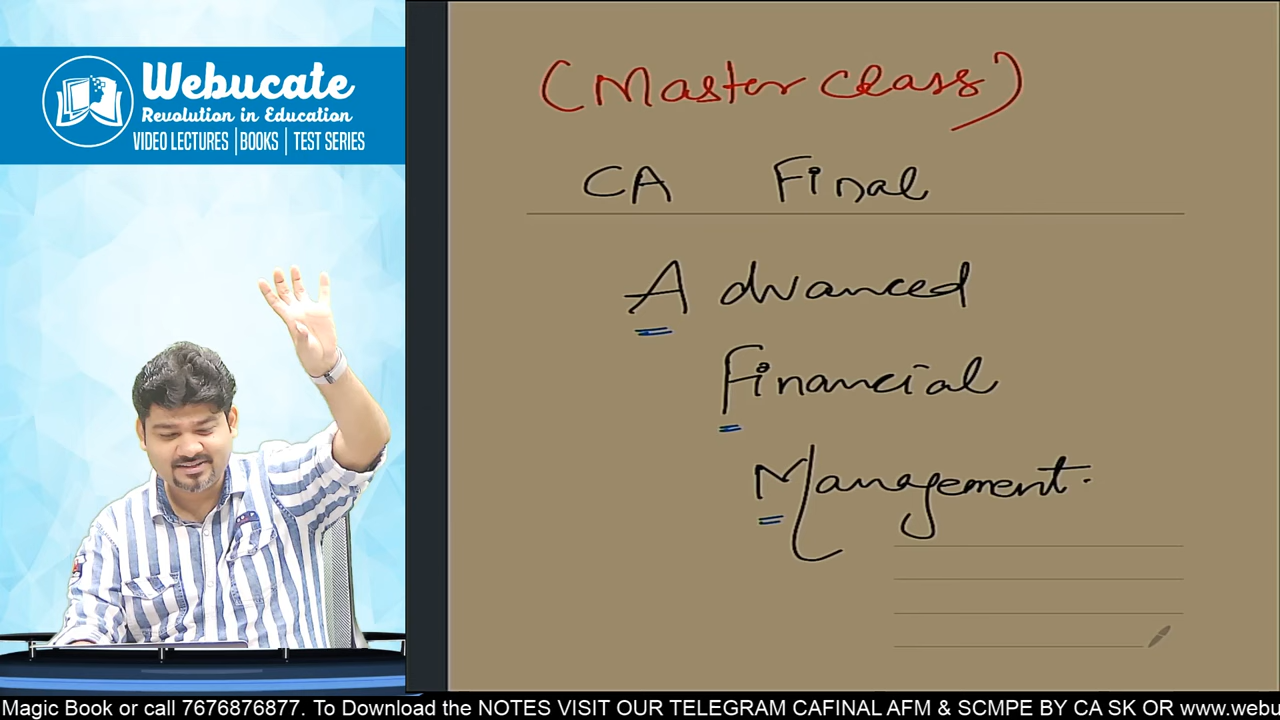 Webucate
Revolution in Education
VIDEO LECTURES | BOOKS | TEST SERIES
(Master Class)
CA Final
Advanced
Financial
Management.
Magic Book or call 7676876877. To Download the NOTES VISIT OUR TELEGRAM CAFINAL AFM & SCMPE BY CA SK OR www.webu